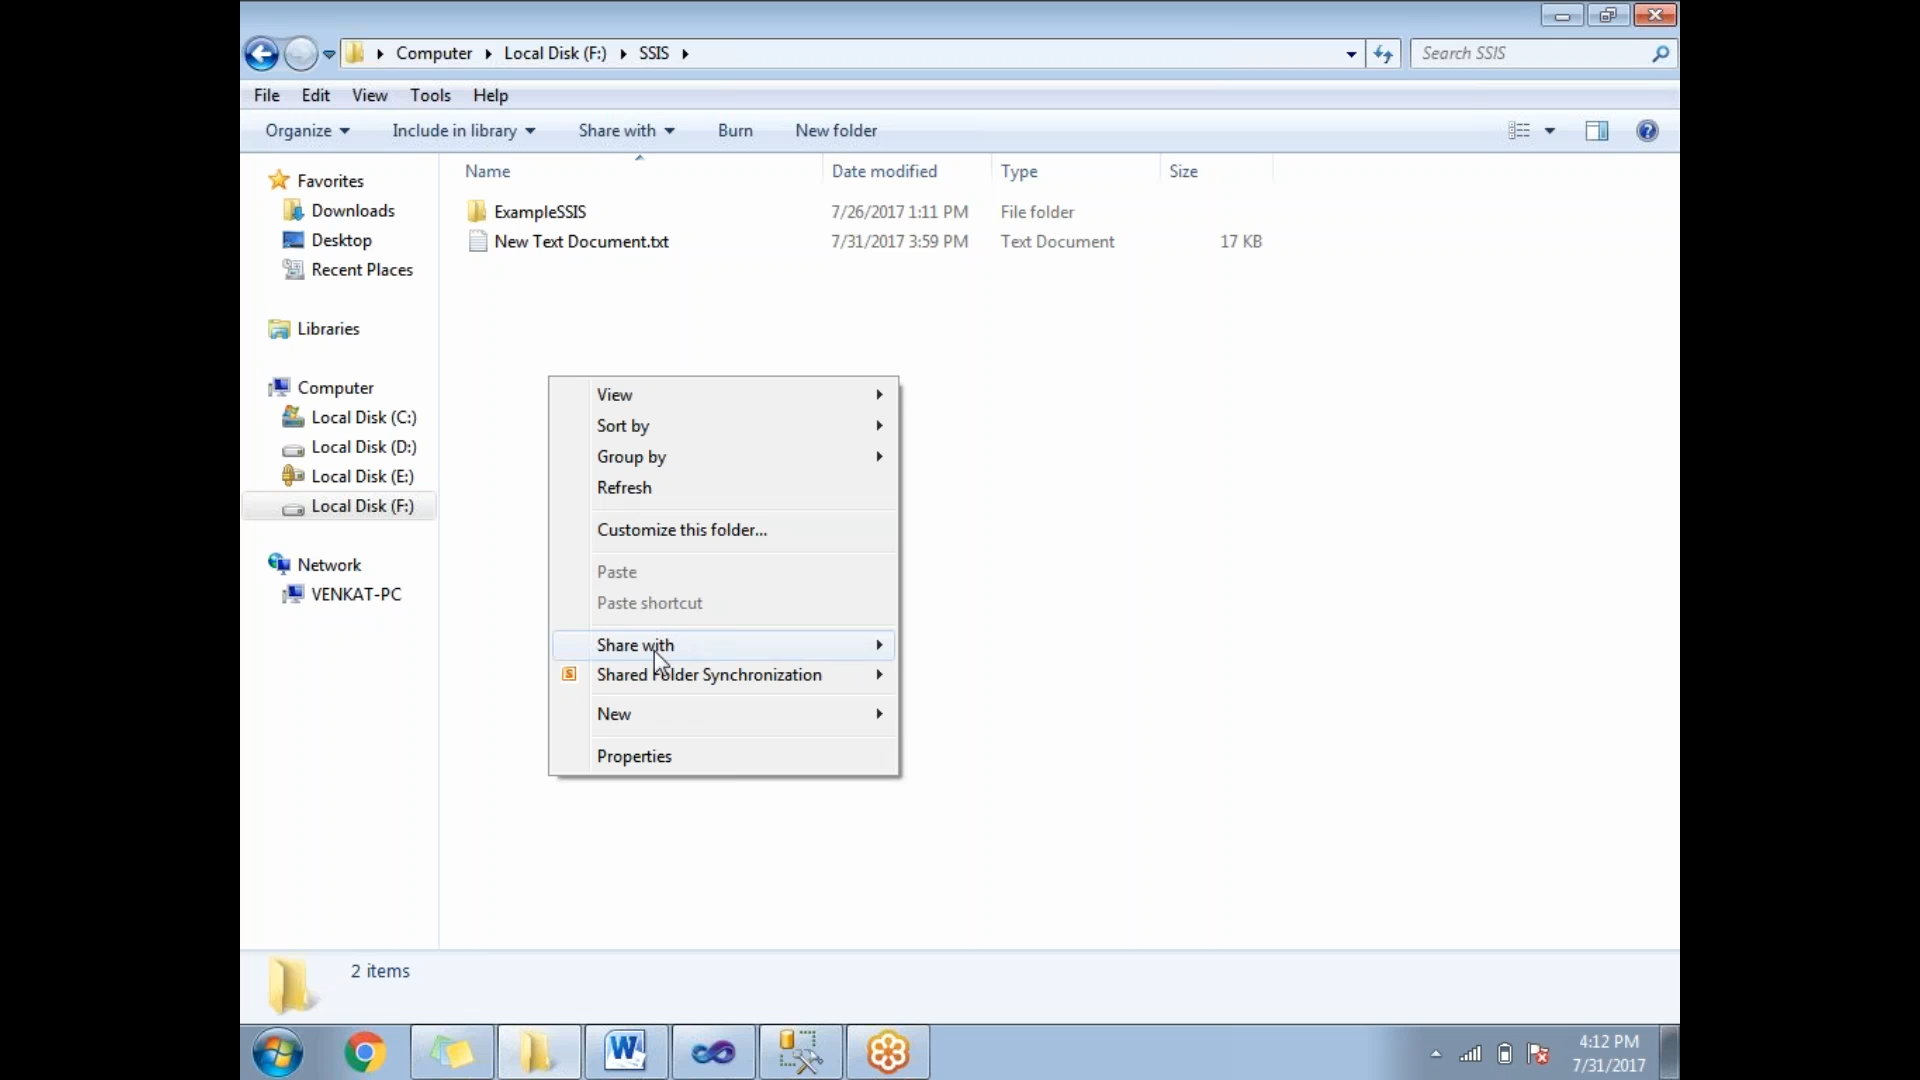 Computer Local Disk (F:) SSIS
Search SSIS
File Edit View Tools Help
Organize Include in library Share with Burn New folder
Name Date modified Type Size
ExampleSSIS 7/26/2017 1:11 PM File folder
New Text Document.txt 7/31/2017 3:59 PM Text Document 17 KB
Favorites
Downloads
Desktop
Recent Places
Libraries
Computer
Local Disk (C:)
Local Disk (D:)
Local Disk (E:)
Local Disk (F:)
Network
VENKAT-PC
View
Sort by
Group by
Refresh
Customize this folder...
Paste
Paste shortcut
Share with
Shared Folder Synchronization
New
Properties
2 items
4:12 PM
7/31/2017